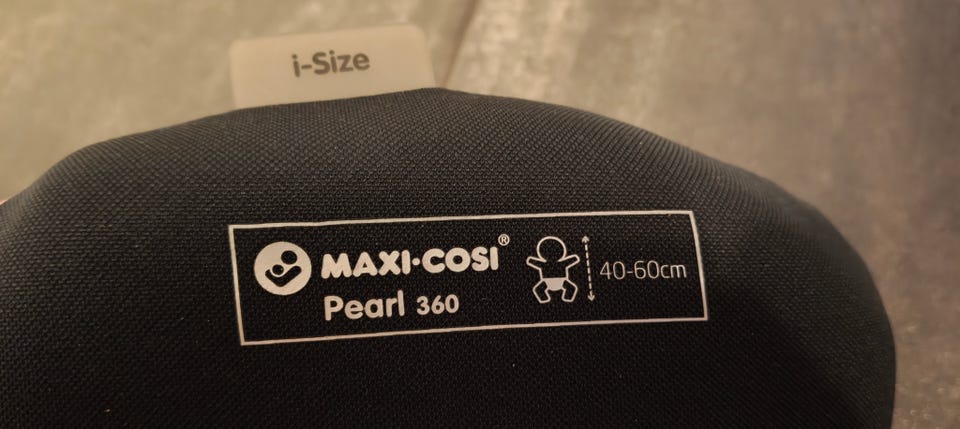 i-Size
MAXI·COSI®
Pearl 360
40-60cm